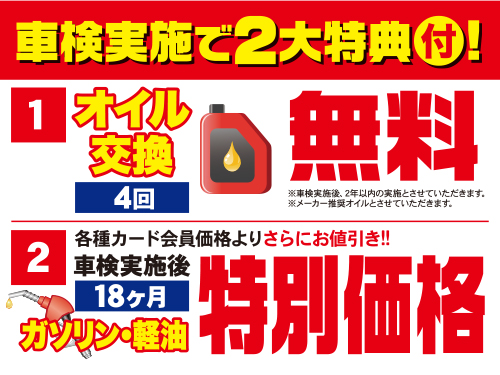 車検実施で2大特典付!
1
オイル
交換
4回
無料
※車検実施後、2年以内の実施とさせていただきます。
※メーカー推奨オイルとさせていただきます。
2
各種カード会員価格よりさらにお値引き!!
車検実施後
18ヶ月
ガソリン・軽油
特別価格